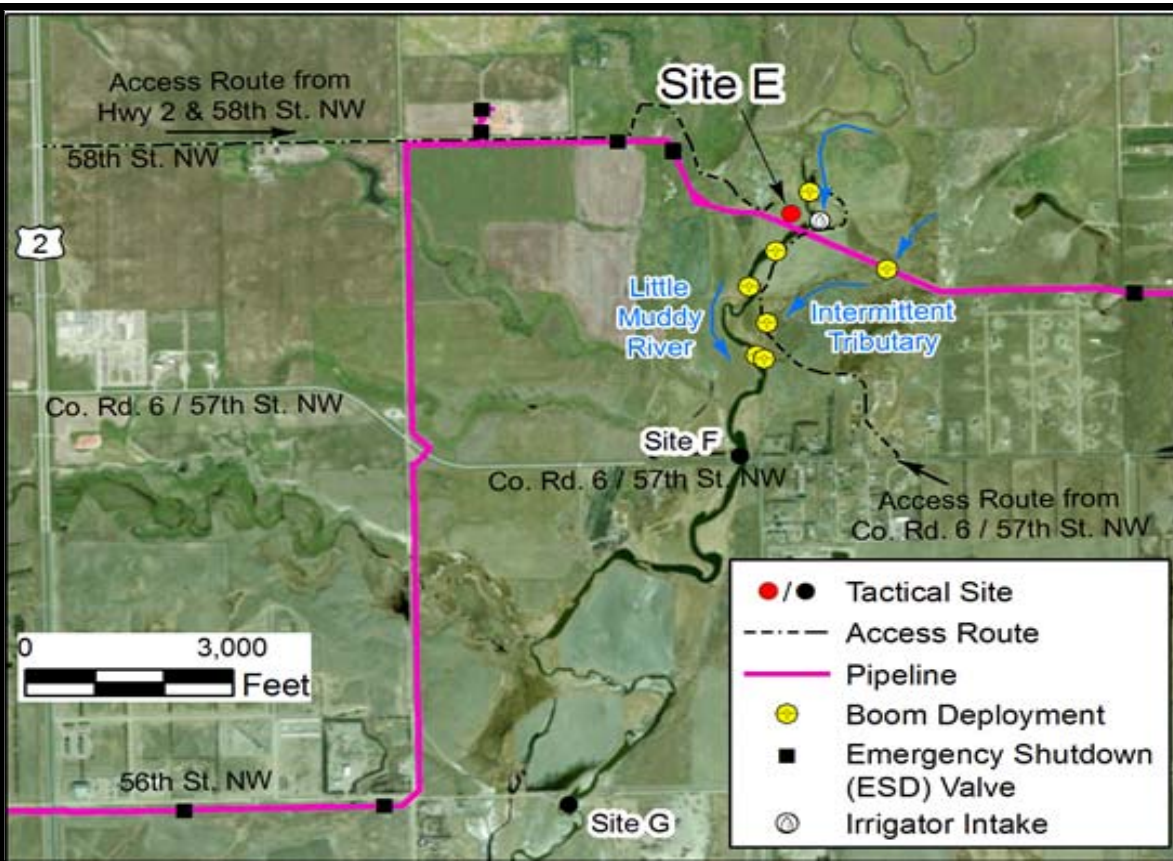 Access Route from
Hwy 2 & 58th St. NW
58th St. NW
Site E
2
Little
Muddy
River
Intermittent
Tributary
Co. Rd. 6 / 57th St. NW
Site F
Co. Rd. 6 / 57th St. NW
Access Route from
Co. Rd. 6 / 57th St. NW
0 3,000
Feet
56th St. NW
Site G
/
Tactical Site
Access Route
Pipeline
Boom Deployment
Emergency Shutdown
(ESD) Valve
Irrigator Intake